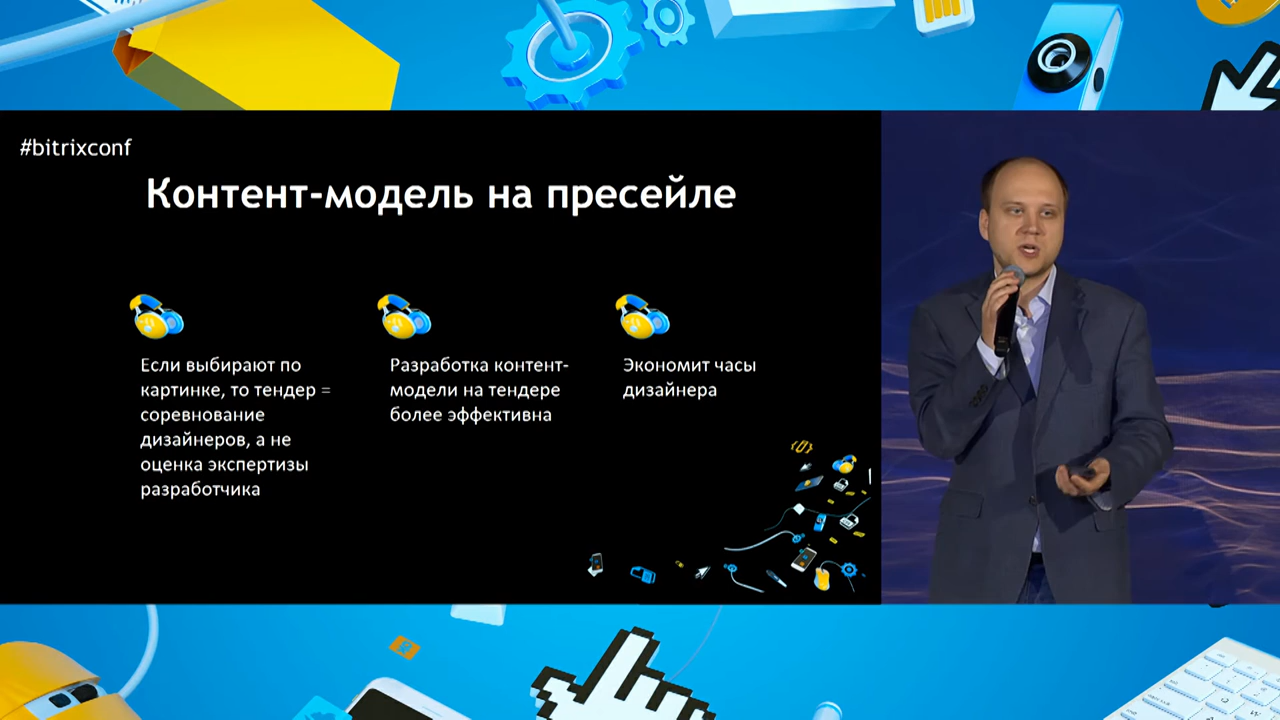 #bitrixconf
Контент-модель на пресейле
Если выбирают по
картинке, то тендер =
соревнование
дизайнеров, а не
оценка экспертизы
разработчика
Разработка контент-
модели на тендере
более эффективна
Экономит часы
дизайнера